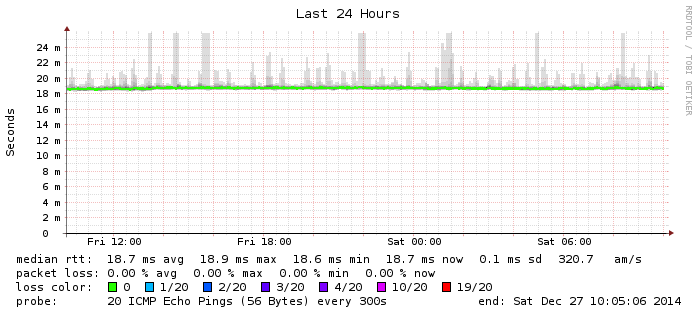 Last 24 Hours
RRDTOOL / TOBI OETIKER
Seconds
24 m
22 m
20 m
18 m
16 m
14 m
12 m
10 m
8 m
6 m
4 m
2 m
0
Fri 12:00 Fri 18:00 Sat 00:00 Sat 06:00
median rtt: 18.7 ms avg 18.9 ms max 18.6 ms min 18.7 ms now 0.1 ms sd 320.7 am/s
packet loss: 0.00 % avg 0.00 % max 0.00 % min 0.00 % now
loss color: 0 1/20 2/20 3/20 4/20 10/20 19/20
probe: 20 ICMP Echo Pings (56 Bytes) every 300s end: Sat Dec 27 10:05:06 2014